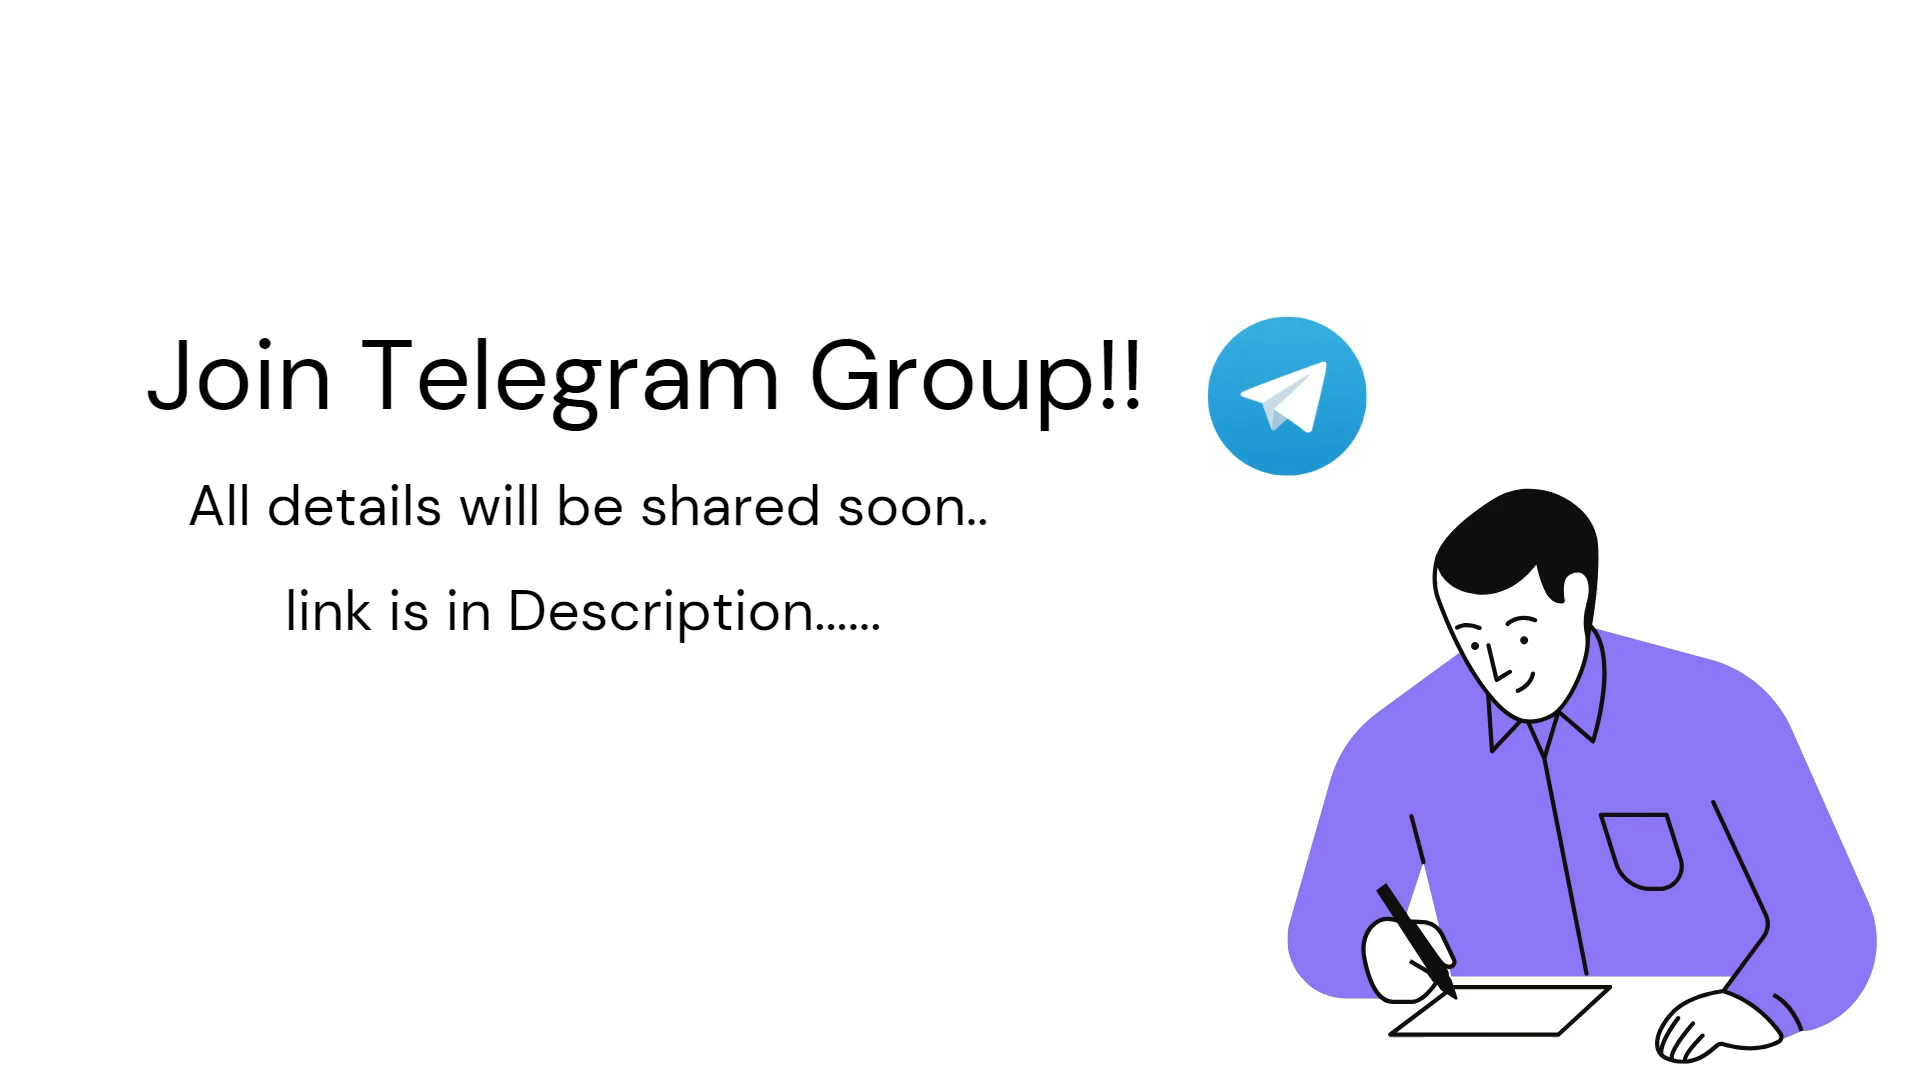 Join Telegram Group!!
All details will be shared soon..
link is in Description......